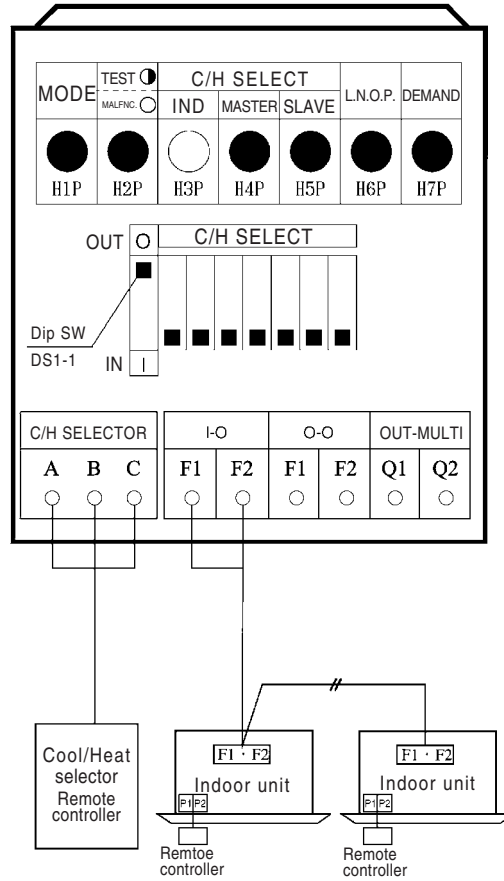 MODE
TEST
MALFNC.
C/H SELECT
IND MASTER SLAVE
L.N.O.P. DEMAND
H1P H2P H3P H4P H5P H6P H7P
OUT O C/H SELECT
Dip SW
DS1-1
IN I
C/H SELECTOR I-O O-O OUT-MULTI
A B C F1 F2 F1 F2 Q1 Q2
Cool/Heat
selector
Remote
controller
F1 · F2
Indoor unit
P1 P2
Remtoe
controller
F1 · F2
Indoor unit
P1 P2
Remote
controller